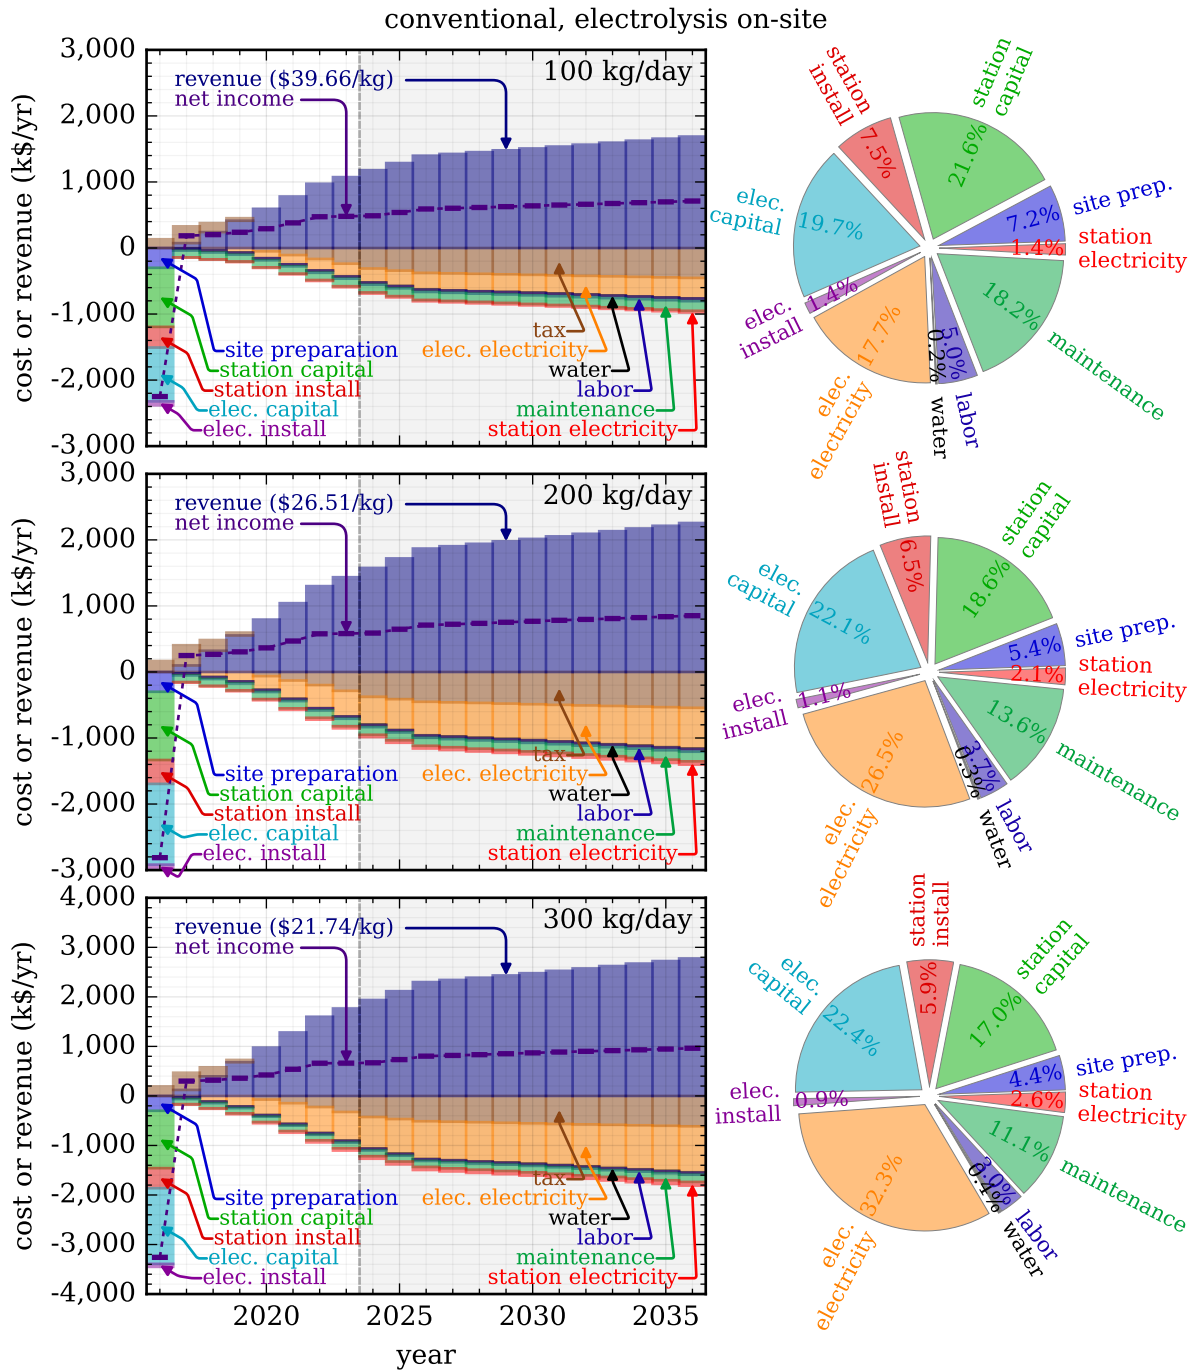 conventional, electrolysis on-site
3,000
2,000
1,000
0
-1,000
-2,000
-3,000
cost or revenue (k$/yr)
100 kg/day
revenue ($39.66/kg)
net income
site preparation
station capital
station install
elec. capital
elec. install
tax
elec. electricity
water
labor
maintenance
station electricity
station
install
7.5%
station
capital
21.6%
site prep.
7.2%
station
electricity
1.4%
maintenance
18.2%
labor
5.0%
water
0.2%
elec.
electricity
17.7%
elec.
install
1.4%
elec.
capital
19.7%
3,000
2,000
1,000
0
-1,000
-2,000
-3,000
cost or revenue (k$/yr)
200 kg/day
revenue ($26.51/kg)
net income
site preparation
station capital
station install
elec. capital
elec. install
tax
elec. electricity
water
labor
maintenance
station electricity
station
install
6.5%
station
capital
18.6%
site prep.
5.4%
station
electricity
2.1%
maintenance
13.6%
labor
3.7%
water
0.3%
elec.
electricity
26.5%
elec.
install
1.1%
elec.
capital
22.1%
4,000
3,000
2,000
1,000
0
-1,000
-2,000
-3,000
-4,000
cost or revenue (k$/yr)
300 kg/day
revenue ($21.74/kg)
net income
site preparation
station capital
station install
elec. capital
elec. install
tax
elec. electricity
water
labor
maintenance
station electricity
2020
2025
2030
2035
year
station
install
5.9%
station
capital
17.0%
site prep.
4.4%
station
electricity
2.6%
maintenance
11.1%
labor
3.0%
water
0.4%
elec.
electricity
32.3%
elec.
install
0.9%
elec.
capital
22.4%